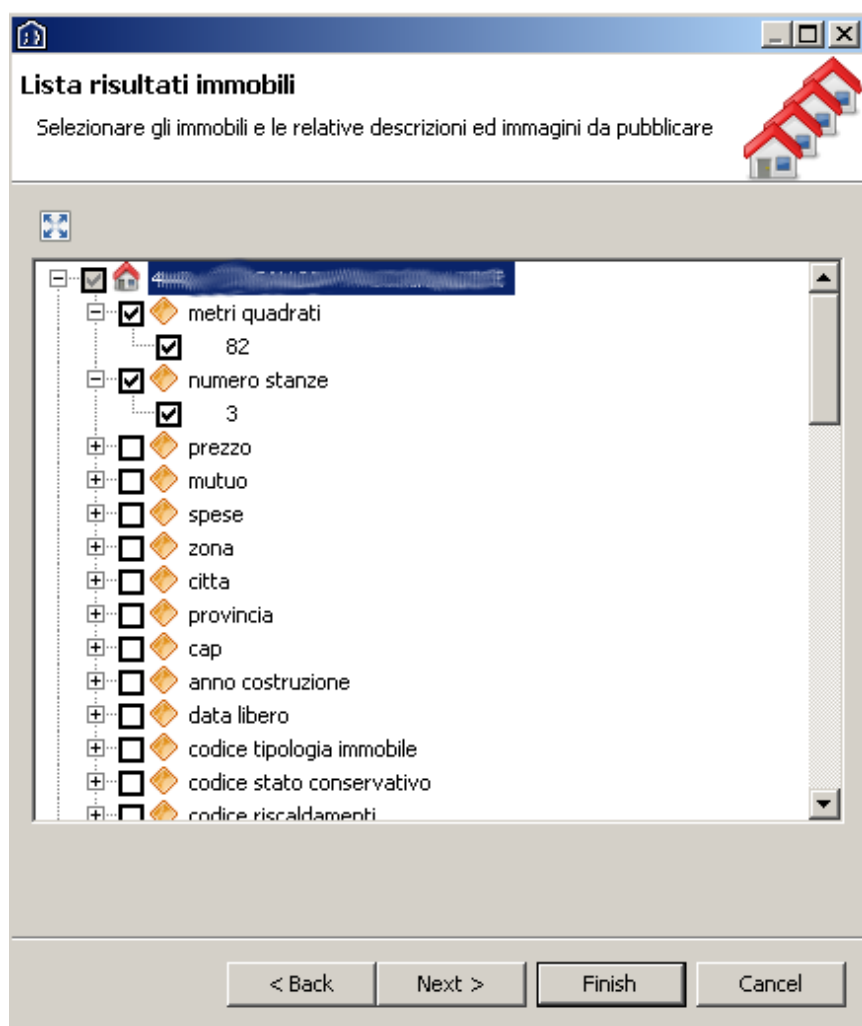 Lista risultati immobili
Selezionare gli immobili e le relative descrizioni ed immagini da pubblicare
metri quadrati
82
numero stanze
3
prezzo
mutuo
spese
zona
citta
provincia
cap
anno costruzione
data libero
codice tipologia immobile
codice stato conservativo
codice riscaldamenti
< Back Next > Finish Cancel